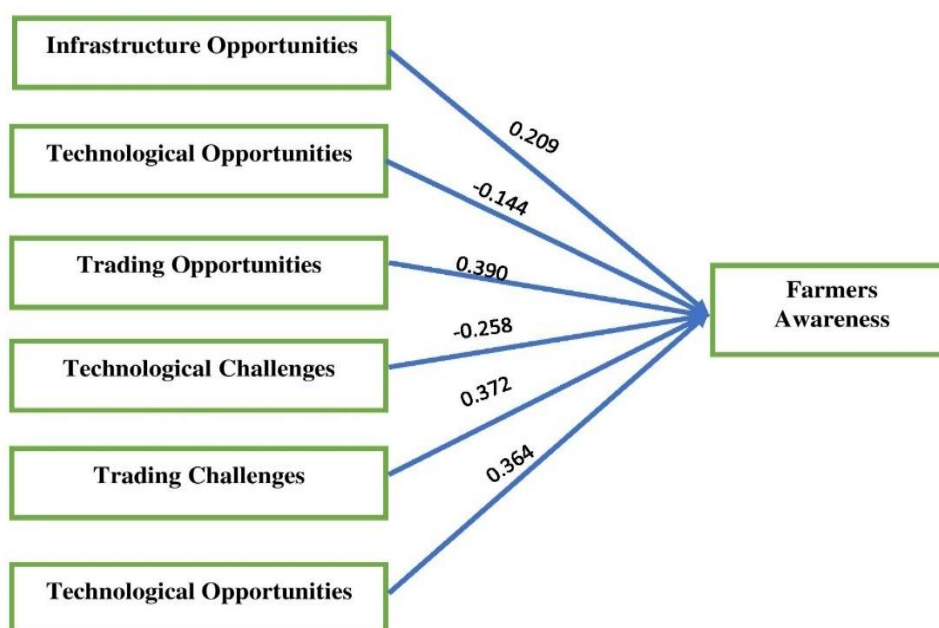 Infrastructure Opportunities
0.209
Technological Opportunities
-0.144
Trading Opportunities
0.390
Farmers
Awareness
Technological Challenges
-0.258
Trading Challenges
0.372
Technological Opportunities
0.364